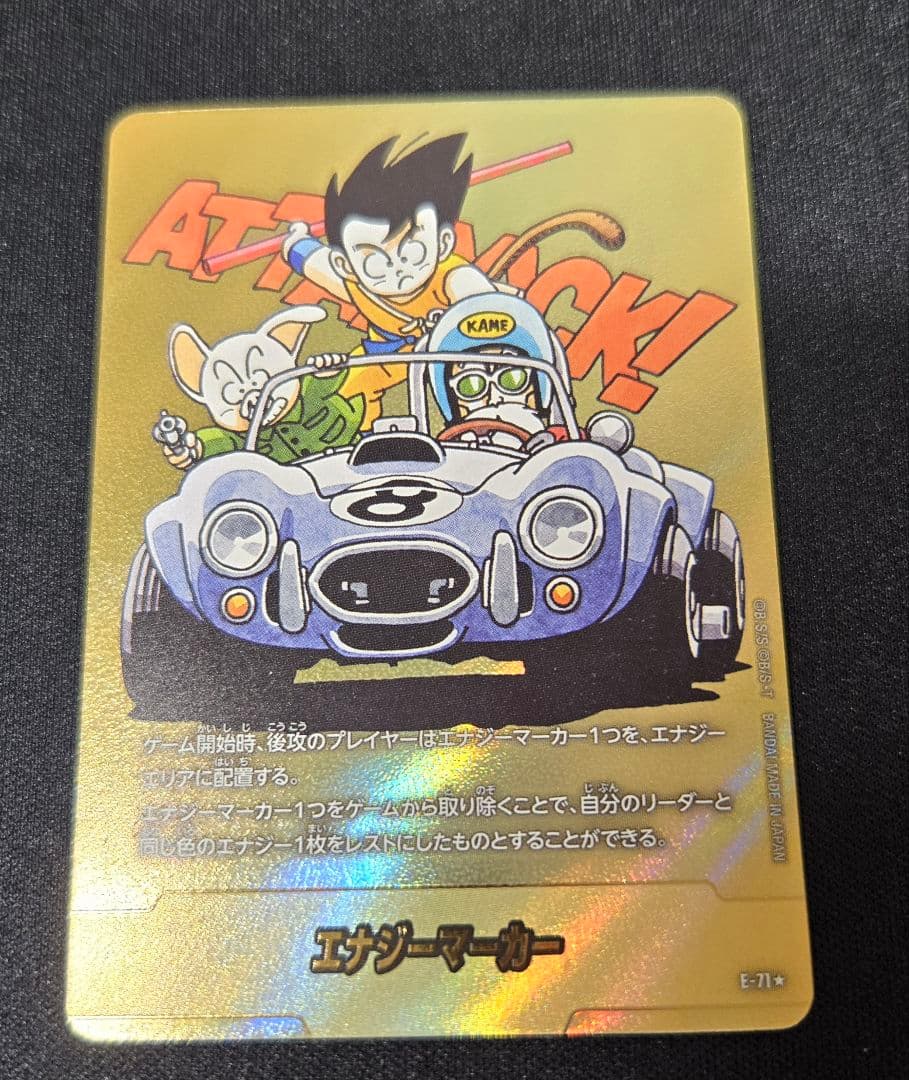 ATTACK!
KAME
8
ゲーム開始時、後攻のプレイヤーはエナジーマーカー1つを、エナジー
エリアに配置する。
エナジーマーカー1つをゲームから取り除くことで、自分のリーダーと
同じ色のエナジー1枚をレストにしたものとすることができる。
©B.S/S ©B/S・T BANDAI MADE IN JAPAN
エナジーマーカー
E-71★